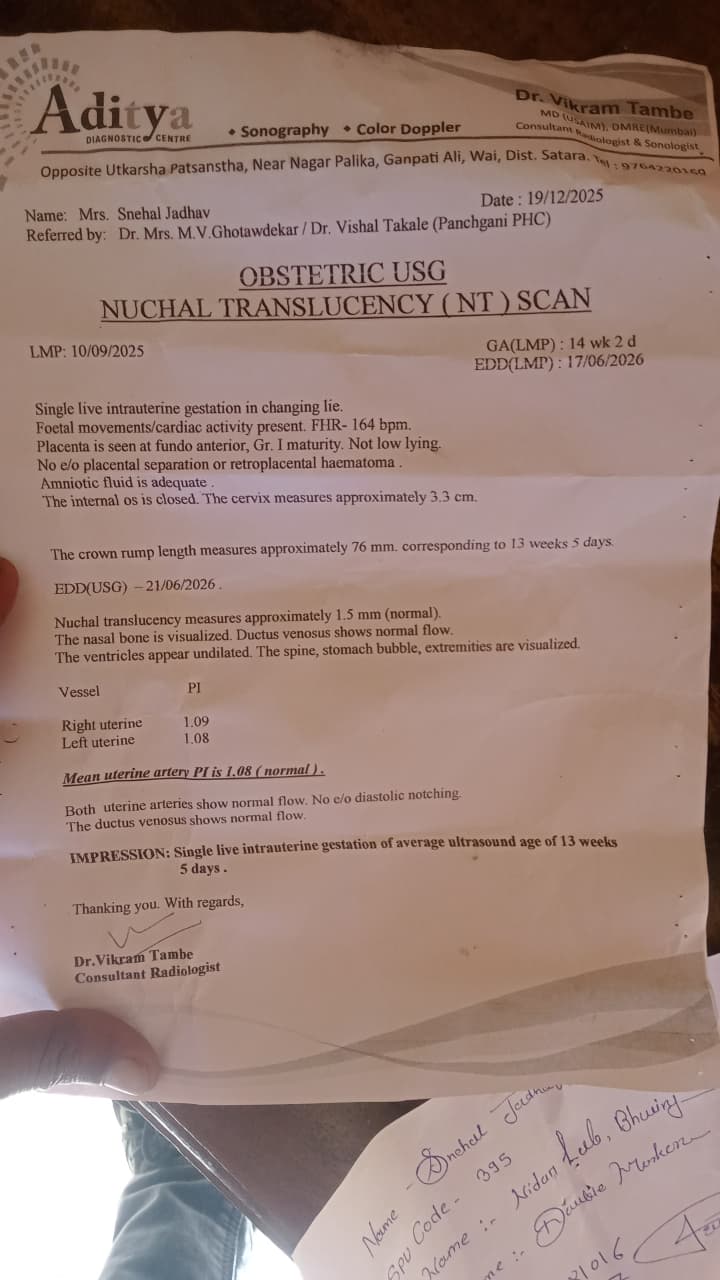 Aditya
DIAGNOSTIC CENTRE
• Sonography • Color Doppler
Dr. Vikram Tambe
MD (USAIM), DMRE(Mumbai)
Consultant Radiologist & Sonologist
Opposite Utkarsha Patsanstha, Near Nagar Palika, Ganpati Ali, Wai, Dist. Satara. Tel : 9764220160
Name: Mrs. Snehal Jadhav
Date : 19/12/2025
Referred by: Dr. Mrs. M.V.Ghotawdekar / Dr. Vishal Takale (Panchgani PHC)
OBSTETRIC USG
NUCHAL TRANSLUCENCY ( NT ) SCAN
LMP: 10/09/2025
GA(LMP) : 14 wk 2 d
EDD(LMP) : 17/06/2026
Single live intrauterine gestation in changing lie.
Foetal movements/cardiac activity present. FHR- 164 bpm.
Placenta is seen at fundo anterior, Gr. I maturity. Not low lying.
No e/o placental separation or retroplacental haematoma .
Amniotic fluid is adequate .
The internal os is closed. The cervix measures approximately 3.3 cm.
The crown rump length measures approximately 76 mm. corresponding to 13 weeks 5 days.
EDD(USG) – 21/06/2026 .
Nuchal translucency measures approximately 1.5 mm (normal).
The nasal bone is visualized. Ductus venosus shows normal flow.
The ventricles appear undilated. The spine, stomach bubble, extremities are visualized.
Vessel PI
Right uterine 1.09
Left uterine 1.08
Mean uterine artery PI is 1.08 ( normal ) .
Both uterine arteries show normal flow. No e/o diastolic notching.
The ductus venosus shows normal flow.
IMPRESSION: Single live intrauterine gestation of average ultrasound age of 13 weeks
5 days .
Thanking you. With regards,
Dr.Vikram Tambe
Consultant Radiologist
Name - Snehal Jadhav
SPU Code - 395
Name :- Nidan Lab,